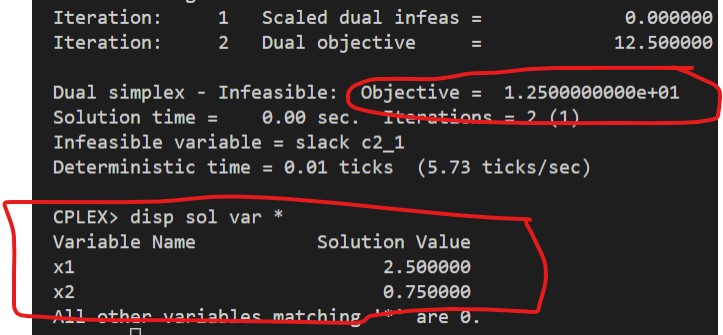 Iteration: 1 Scaled dual infeas = 0.000000
Iteration: 2 Dual objective = 12.500000
Dual simplex - Infeasible: Objective = 1.2500000000e+01
Solution time = 0.00 sec. Iterations = 2 (1)
Infeasible variable = slack c2_1
Deterministic time = 0.01 ticks (5.73 ticks/sec)
CPLEX> disp sol var *
Variable Name Solution Value
x1 2.500000
x2 0.750000
All other variables matching '*' are 0.